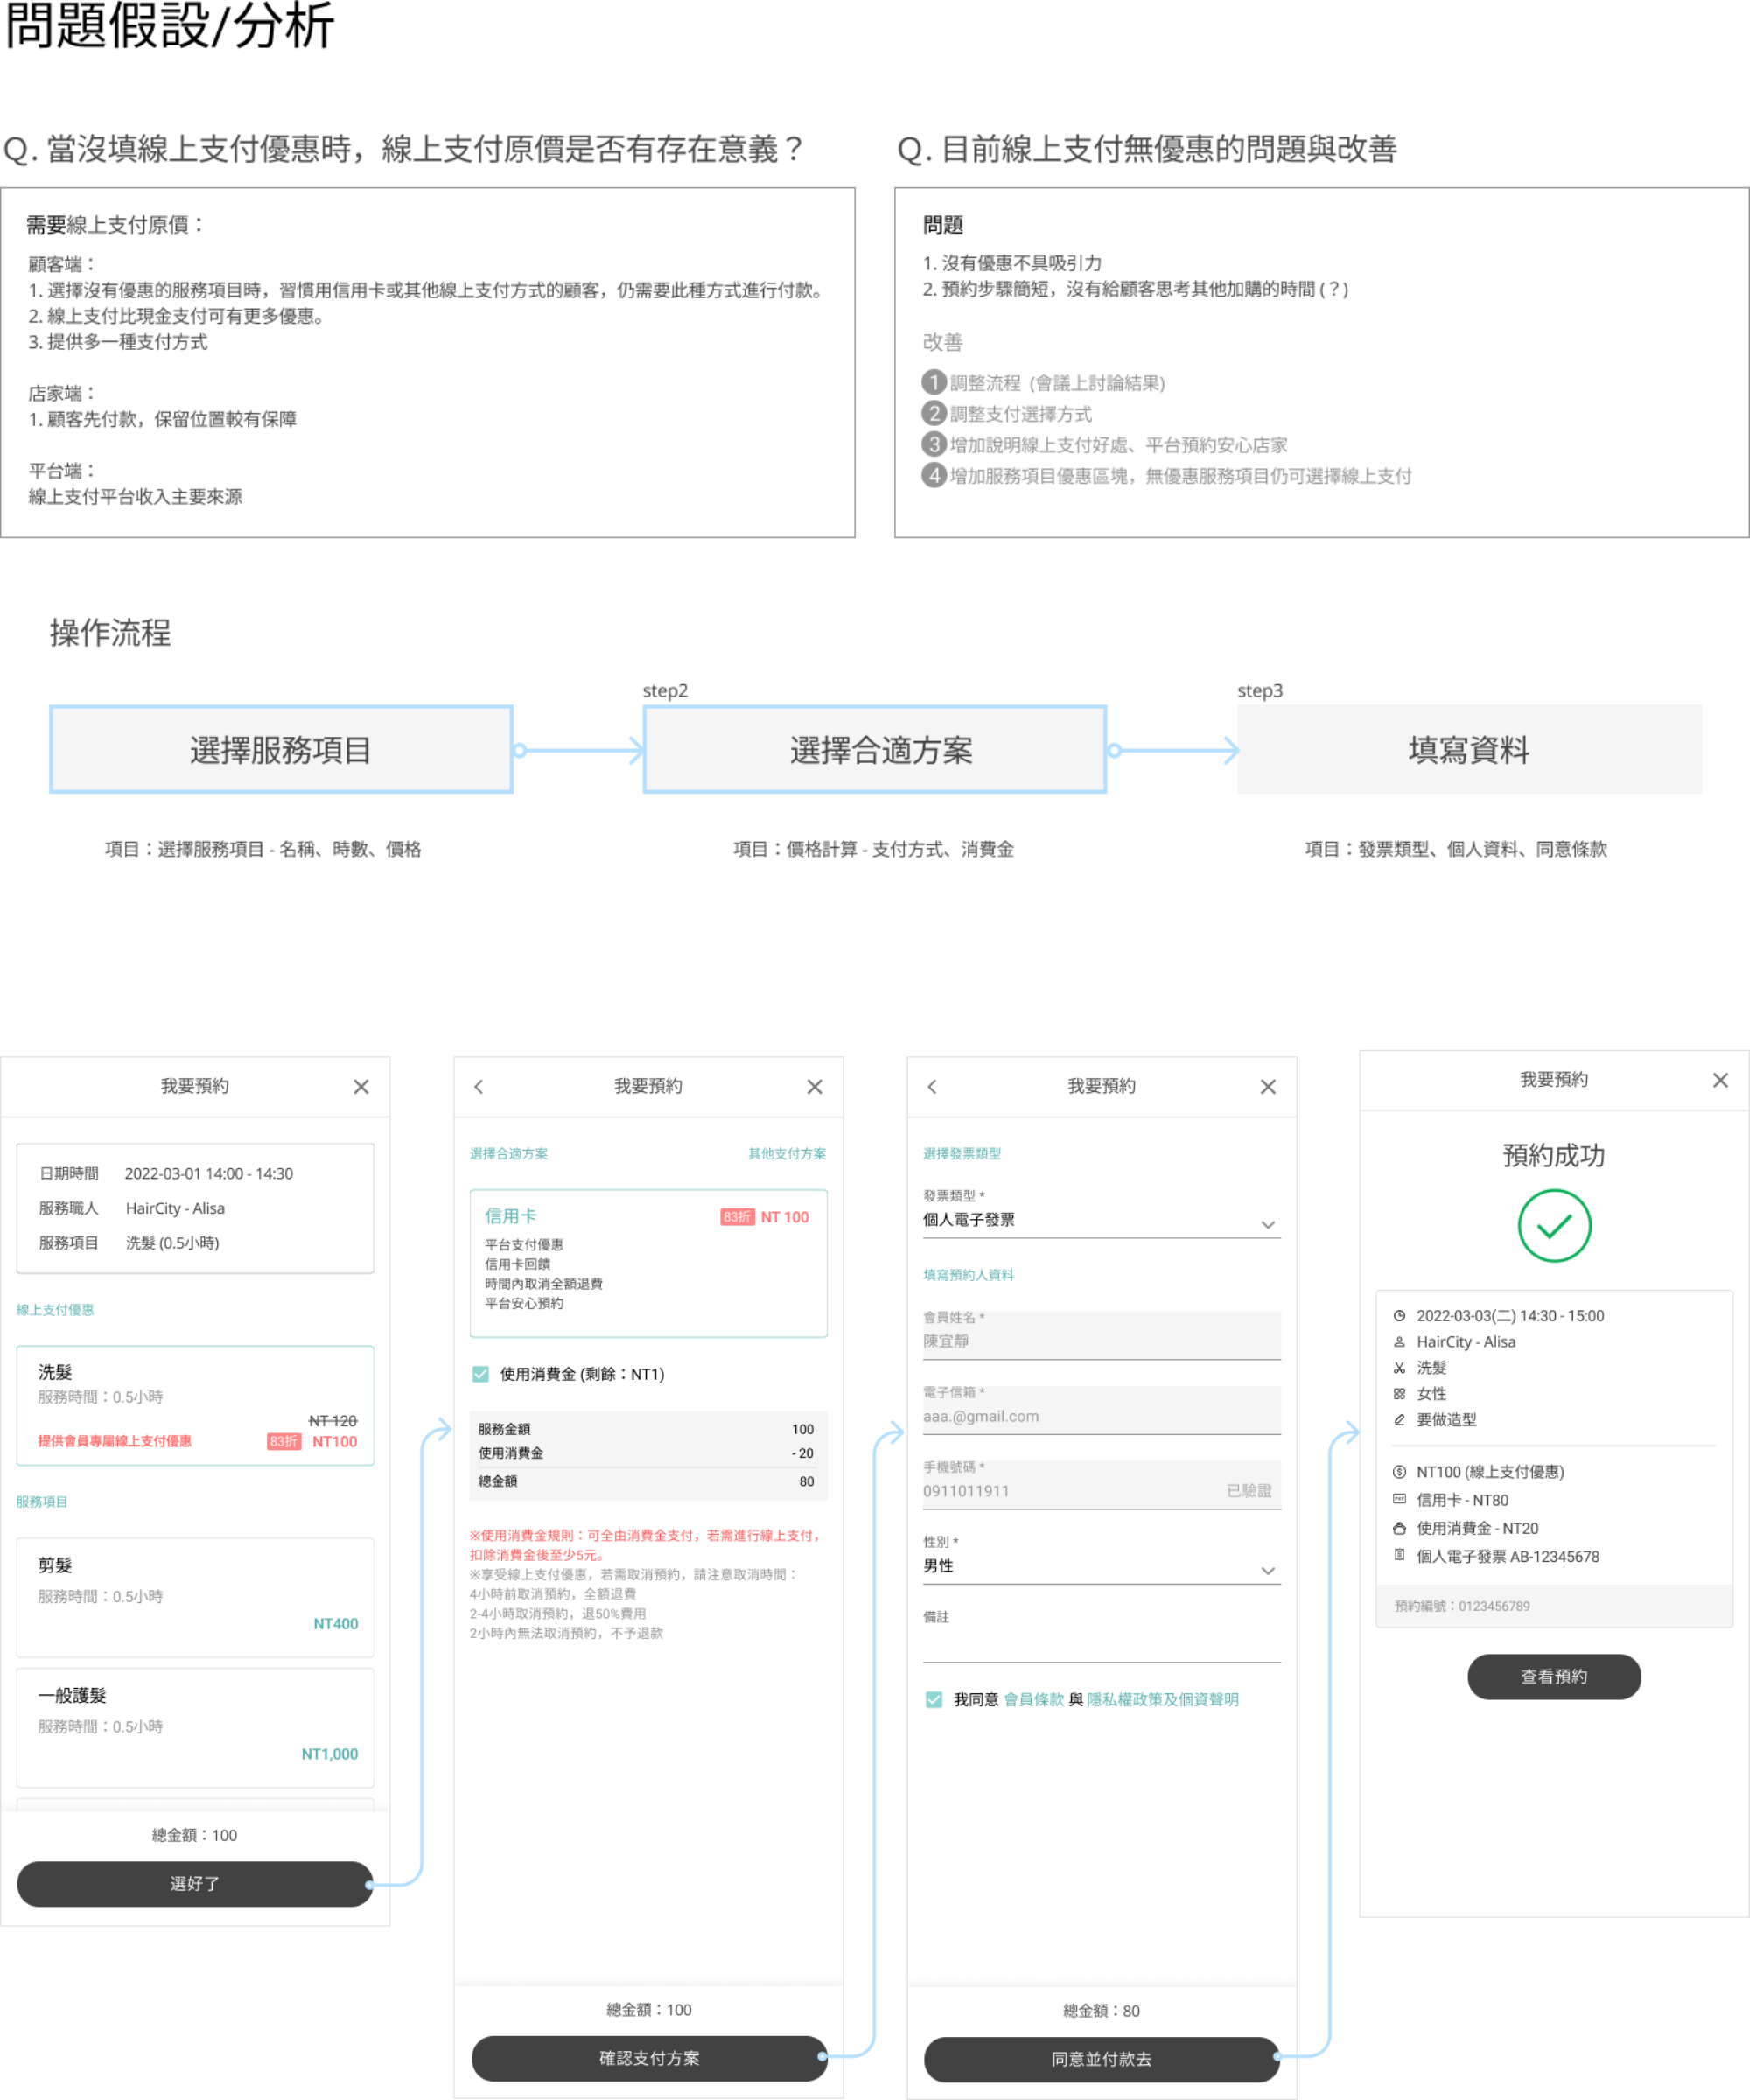 問題假設/分析
Q. 當沒填線上支付優惠時，線上支付原價是否有存在意義？
需要線上支付原價：
顧客端：
1. 選擇沒有優惠的服務項目時，習慣用信用卡或其他線上支付方式的顧客，仍需要此種方式進行付款。
2. 線上支付比現金支付可有更多優惠。
3. 提供多一種支付方式
店家端：
1. 顧客先付款，保留位置較有保障
平台端：
線上支付平台收入主要來源
Q. 目前線上支付無優惠的問題與改善
問題
1. 沒有優惠不具吸引力
2. 預約步驟簡短，沒有給顧客思考其他加購的時間 (？)
改善
1 調整流程 (會議上討論結果)
2 調整支付選擇方式
3 增加說明線上支付好處、平台預約安心店家
4 增加服務項目優惠區塊，無優惠服務項目仍可選擇線上支付
操作流程
選擇服務項目
項目：選擇服務項目 - 名稱、時數、價格
step2
選擇合適方案
項目：價格計算 - 支付方式、消費金
step3
填寫資料
項目：發票類型、個人資料、同意條款
我要預約
日期時間 2022-03-01 14:00 - 14:30
服務職人 HairCity - Alisa
服務項目 洗髮 (0.5小時)
線上支付優惠
洗髮
服務時間：0.5小時
NT 120
提供會員專屬線上支付優惠 83折 NT100
服務項目
剪髮
服務時間：0.5小時
NT400
一般護髮
服務時間：0.5小時
NT1,000
總金額：100
選好了
我要預約
選擇合適方案 其他支付方案
信用卡 83折 NT 100
平台支付優惠
信用卡回饋
時間內取消全額退費
平台安心預約
使用消費金 (剩餘：NT1)
服務金額 100
使用消費金 - 20
總金額 80
※使用消費金規則：可全由消費金支付，若需進行線上支付，
扣除消費金後至少5元。
※享受線上支付優惠，若需取消預約，請注意取消時間：
4小時前取消預約，全額退費
2-4小時取消預約，退50%費用
2小時內無法取消預約，不予退款
總金額：100
確認支付方案
我要預約
選擇發票類型
發票類型 *
個人電子發票
填寫預約人資料
會員姓名 *
陳宜靜
電子信箱 *
aaa.@gmail.com
手機號碼 *
0911011911 已驗證
性別 *
男性
備註
我同意 會員條款 與 隱私權政策及個資聲明
總金額：80
同意並付款去
我要預約
預約成功
2022-03-03(二) 14:30 - 15:00
HairCity - Alisa
洗髮
女性
要做造型
NT100 (線上支付優惠)
信用卡 - NT80
使用消費金 - NT20
個人電子發票 AB-12345678
預約編號：0123456789
查看預約